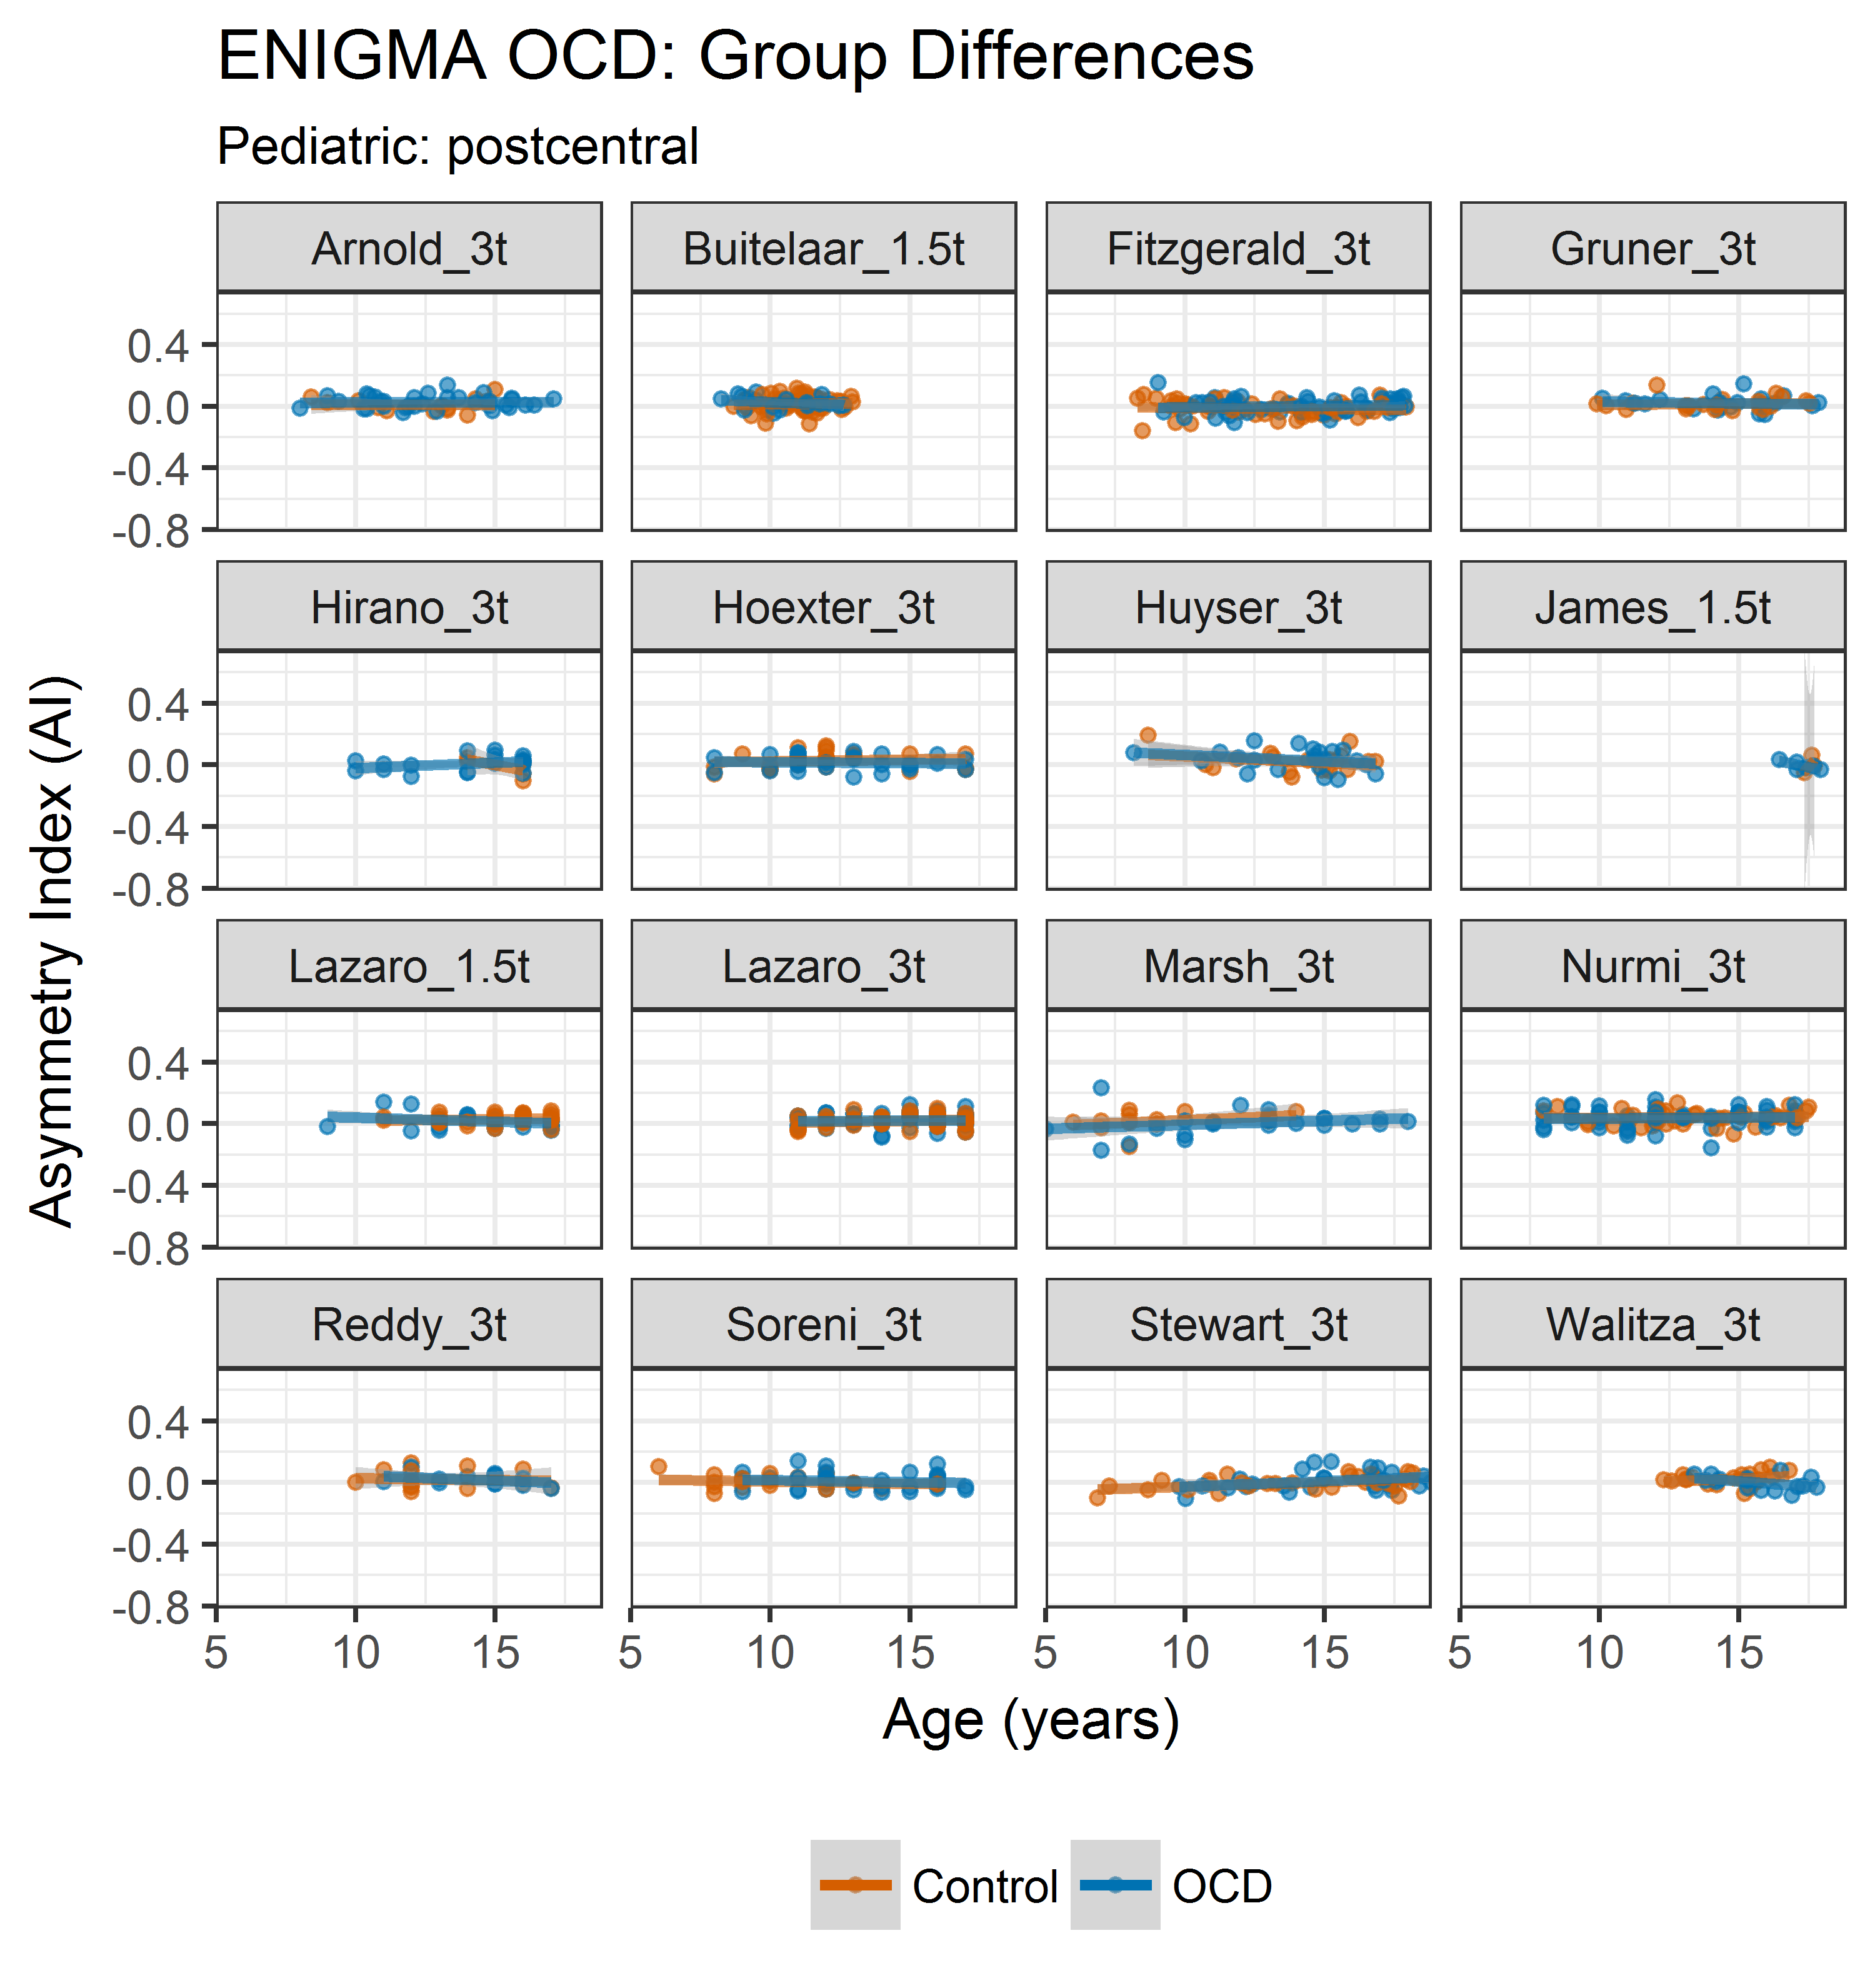 ENIGMA OCD: Group Differences
Pediatric: postcentral
Arnold_3t Buitelaar_1.5t Fitzgerald_3t Gruner_3t
0.4
0.0
-0.4
-0.8
Hirano_3t Hoexter_3t Huyser_3t James_1.5t
0.4
0.0
-0.4
-0.8
Lazaro_1.5t Lazaro_3t Marsh_3t Nurmi_3t
0.4
0.0
-0.4
-0.8
Reddy_3t Soreni_3t Stewart_3t Walitza_3t
0.4
0.0
-0.4
-0.8
5 10 15 5 10 15 5 10 15 5 10 15
Asymmetry Index (AI)
Age (years)
Control OCD